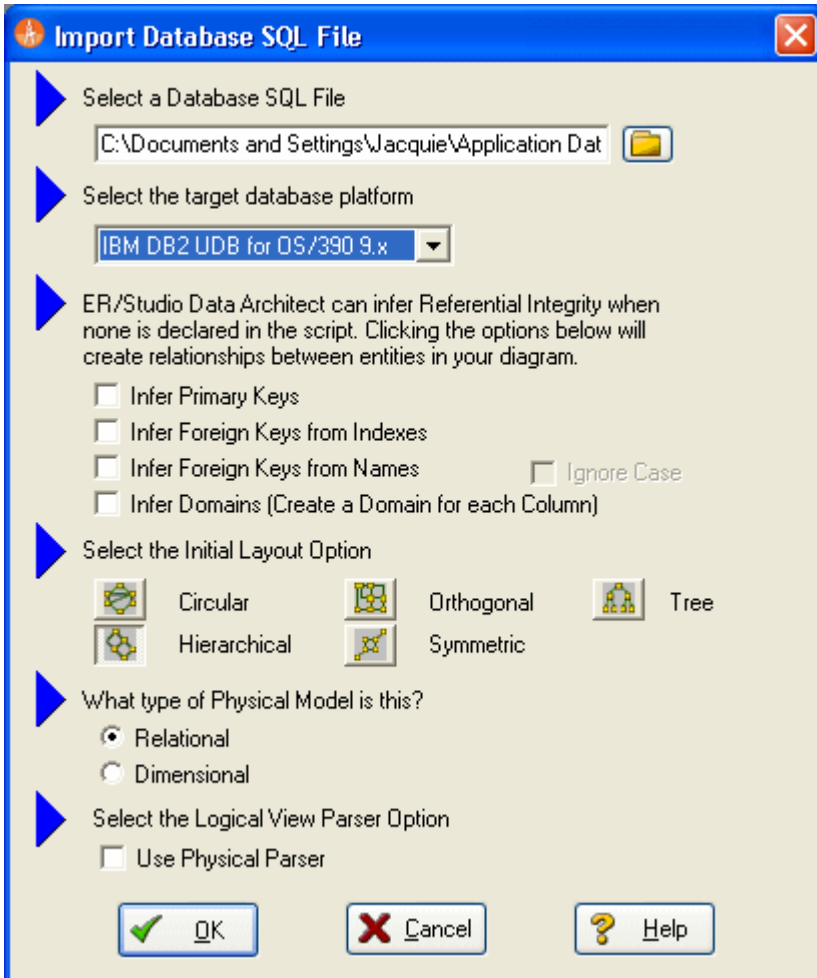 Import Database SQL File
Select a Database SQL File
C:\Documents and Settings\Jacquie\Application Dat
Select the target database platform
IBM DB2 UDB for OS/390 9.x
ER/Studio Data Architect can infer Referential Integrity when
none is declared in the script. Clicking the options below will
create relationships between entities in your diagram.
Infer Primary Keys
Infer Foreign Keys from Indexes
Infer Foreign Keys from Names Ignore Case
Infer Domains (Create a Domain for each Column)
Select the Initial Layout Option
Circular Orthogonal Tree
Hierarchical Symmetric
What type of Physical Model is this?
Relational
Dimensional
Select the Logical View Parser Option
Use Physical Parser
OK Cancel Help